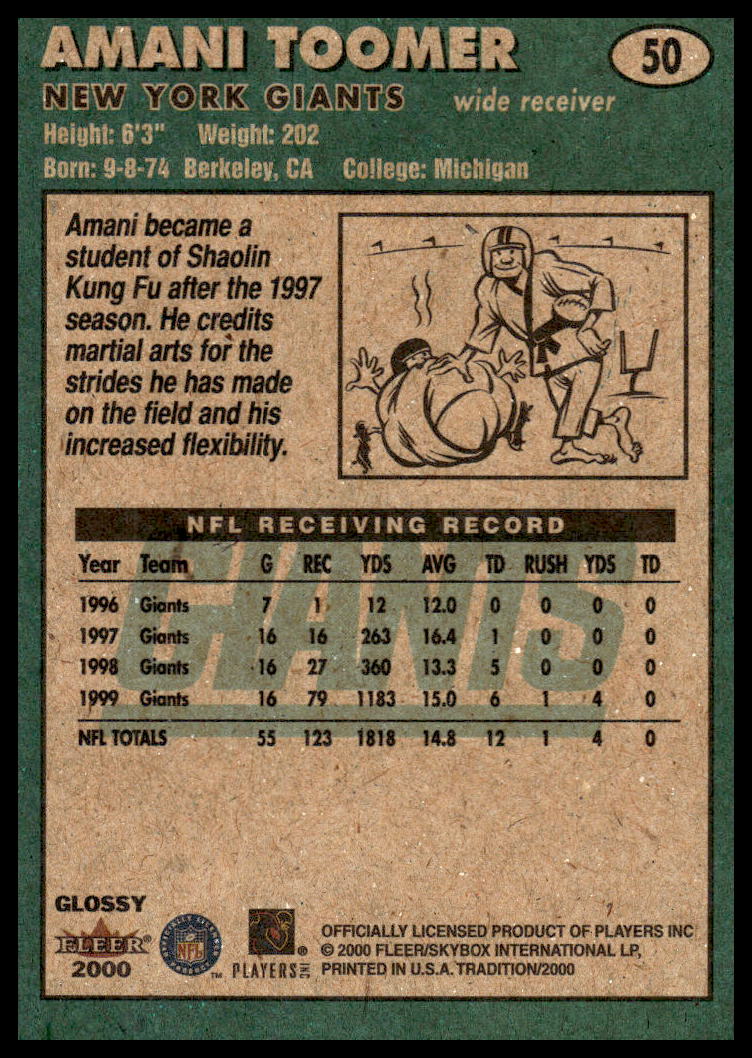 AMANI TOOMER
50
NEW YORK GIANTS wide receiver
Height: 6'3" Weight: 202
Born: 9-8-74 Berkeley, CA College: Michigan
Amani became a
student of Shaolin
Kung Fu after the 1997
season. He credits
martial arts for the
strides he has made
on the field and his
increased flexibility.
NFL RECEIVING RECORD
GIANTS
Year Team G REC YDS AVG TD RUSH YDS TD
1996 Giants 7 1 12 12.0 0 0 0 0
1997 Giants 16 16 263 16.4 1 0 0 0
1998 Giants 16 27 360 13.3 5 0 0 0
1999 Giants 16 79 1183 15.0 6 1 4 0
NFL TOTALS 55 123 1818 14.8 12 1 4 0
GLOSSY
FLEER®
2000
NFL
™
®
PLAYERS INC
OFFICIALLY LICENSED PRODUCT OF PLAYERS INC
© 2000 FLEER/SKYBOX INTERNATIONAL LP,
PRINTED IN U.S.A. TRADITION/2000